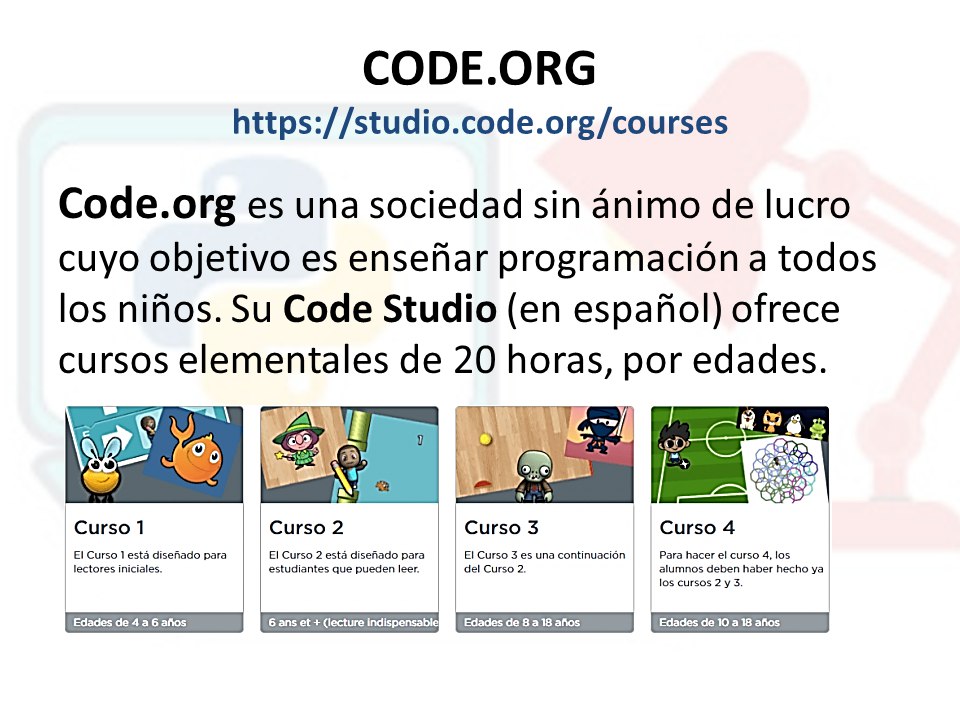 CODE.ORG
https://studio.code.org/courses
Code.org es una sociedad sin ánimo de lucro
cuyo objetivo es enseñar programación a todos
los niños. Su Code Studio (en español) ofrece
cursos elementales de 20 horas, por edades.
1
Curso 1
El Curso 1 está diseñado para
lectores iniciales.
Edades de 4 a 6 años
Curso 2
El Curso 2 está diseñado para
estudiantes que pueden leer.
6 ans et + (lecture indispensable
Curso 3
El Curso 3 es una continuación
del Curso 2.
Edades de 8 a 18 años
Curso 4
Para hacer el curso 4, los
alumnos deben haber hecho ya
los cursos 2 y 3.
Edades de 10 a 18 años